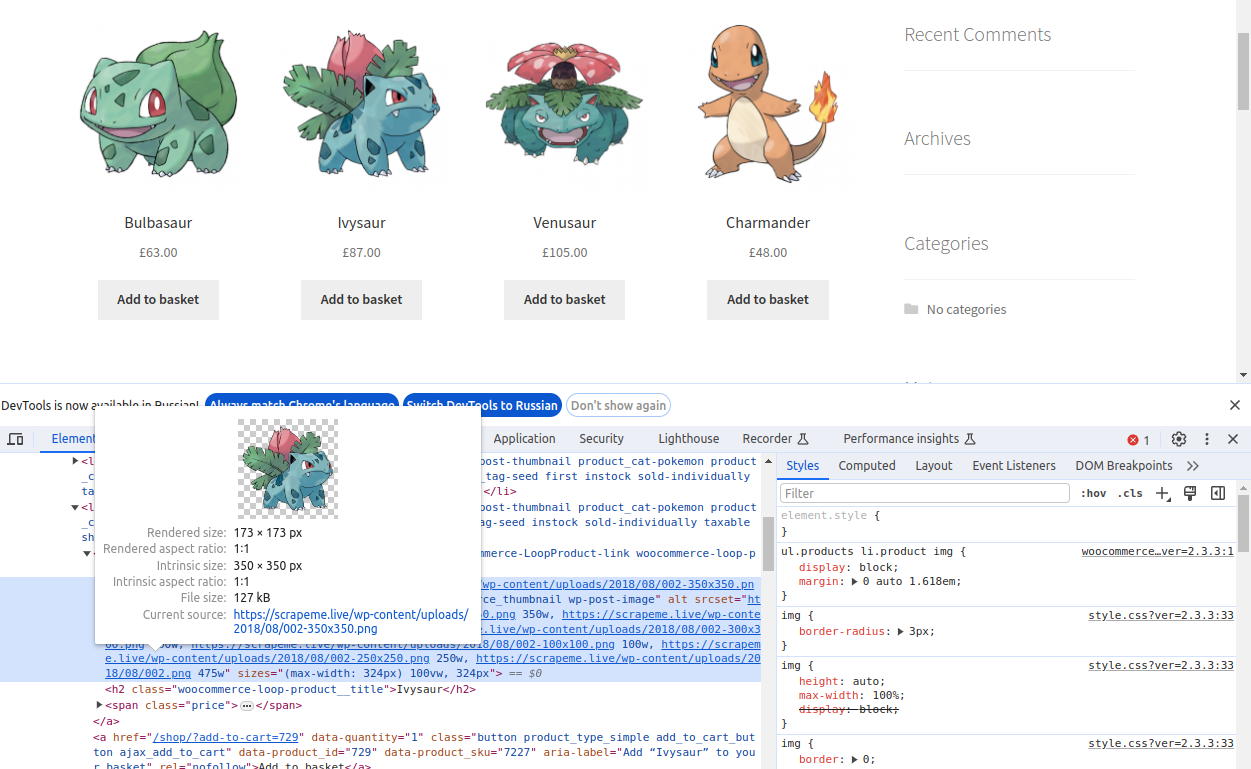 Recent Comments
Archives
Bulbasaur
Ivysaur
Venusaur
Charmander
£63.00
£87.00
£105.00
£48.00
Categories
Add to basket
Add to basket
Add to basket
Add to basket
No categories
DevTools is now available in Russian!
Always match Chrome's language
Switch DevTools to Russian
Don't show again
Element
Application
Security
Lighthouse
Recorder
Performance insights
1
Rendered size: 173 × 173 px
Rendered aspect ratio: 1∶1
Intrinsic size: 350 × 350 px
Intrinsic aspect ratio: 1∶1
File size: 127 kB
Current source: https://scrapeme.live/wp-content/uploads/
2018/08/002-350x350.png
<l
post-thumbnail product_cat-pokemon product
_c
_tag-seed first instock sold-individually
ta
</li>
<l
post-thumbnail product_cat-pokemon product
_c
ag-seed instock sold-individually taxable
sh
<
mmerce-LoopProduct-link woocommerce-loop-p
wp-content/uploads/2018/08/002-350x350.pn
rce_thumbnail wp-post-image" alt srcset="ht
0.png 350w, https://scrapeme.live/wp-conte
e.live/wp-content/uploads/2018/08/002-300x3
00.png 300w, https://scrapeme.live/wp-content/uploads/2018/08/002-100x100.png 100w, https://scrapem
e.live/wp-content/uploads/2018/08/002-250x250.png 250w, https://scrapeme.live/wp-content/uploads/20
18/08/002.png 475w" sizes="(max-width: 324px) 100vw, 324px"> == $0
<h2 class="woocommerce-loop-product__title">Ivysaur</h2>
<span class="price">…</span>
</a>
<a href="/shop/?add-to-cart=729" data-quantity="1" class="button product_type_simple add_to_cart_but
ton ajax_add_to_cart" data-product_id="729" data-product_sku="7227" aria-label="Add “Ivysaur” to you
r basket" rel="nofollow">Add to basket</a>
Styles
Computed
Layout
Event Listeners
DOM Breakpoints
Filter
:hov
.cls
element.style {
}
ul.products li.product img {
woocommerce…ver=2.3.3:1
display: block;
margin: 0 auto 1.618em;
}
img {
style.css?ver=2.3.3:33
border-radius: 3px;
}
img {
style.css?ver=2.3.3:33
height: auto;
max-width: 100%;
display: block;
}
img {
style.css?ver=2.3.3:33
border: 0;